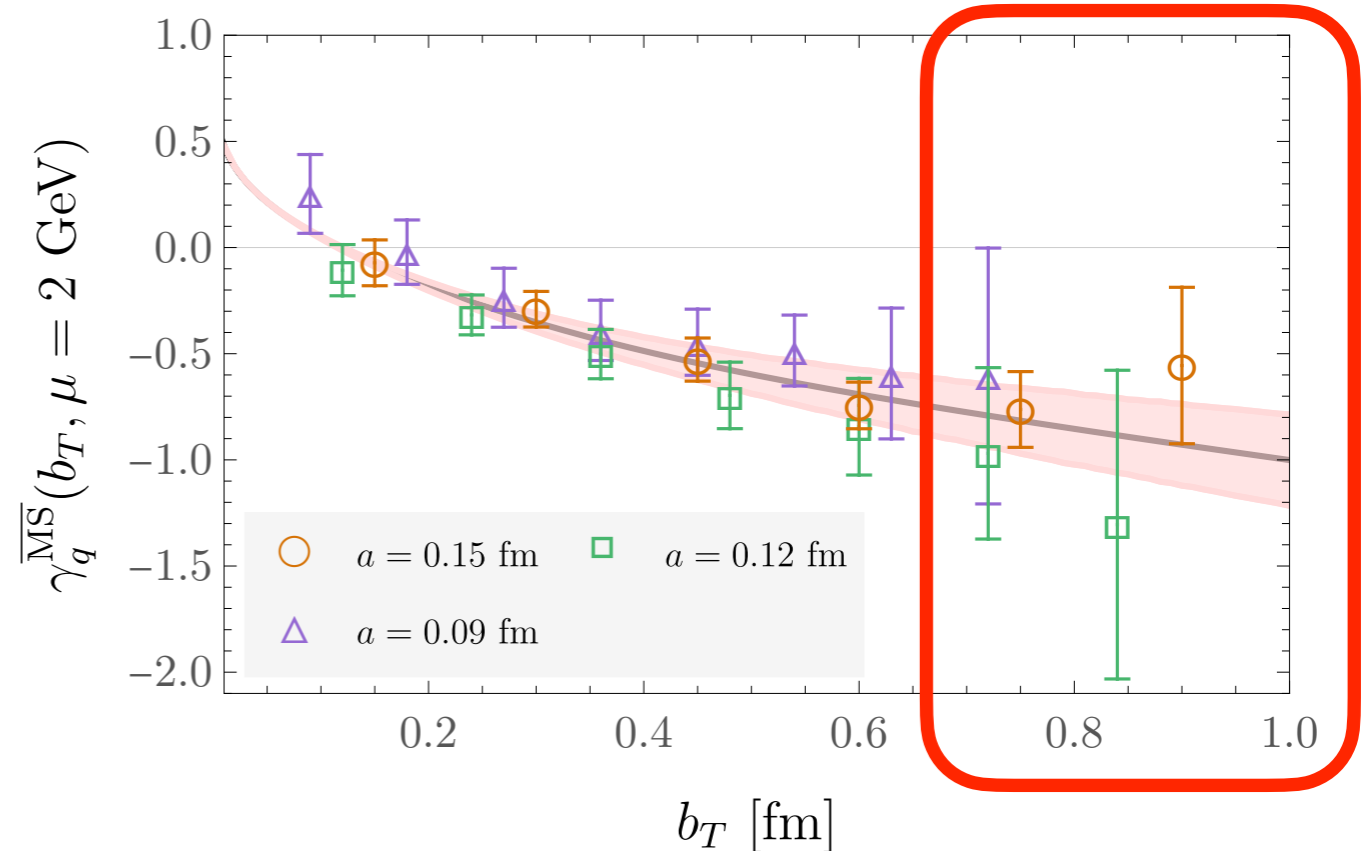 1.0
0.5
0.0
−0.5
−1.0
−1.5
−2.0
γ_q^{\overline{MS}}(b_T, μ = 2 GeV)
a = 0.15 fm
a = 0.12 fm
a = 0.09 fm
0.2 0.4 0.6 0.8 1.0
b_T [fm]